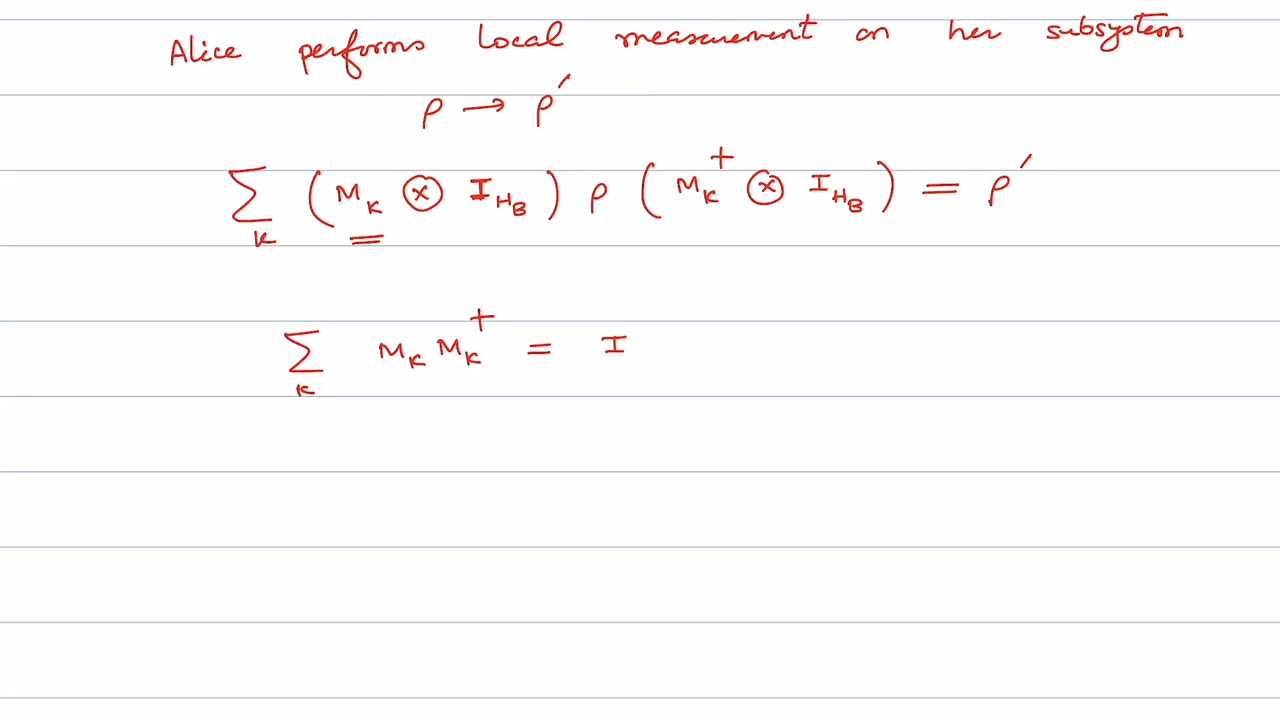 Alice performs local measurement on her subsystem
ρ → ρ′
∑_K (M_K ⊗ I_{H_B}) ρ (M_K^† ⊗ I_{H_B}) = ρ′
∑_K M_K M_K^† = I